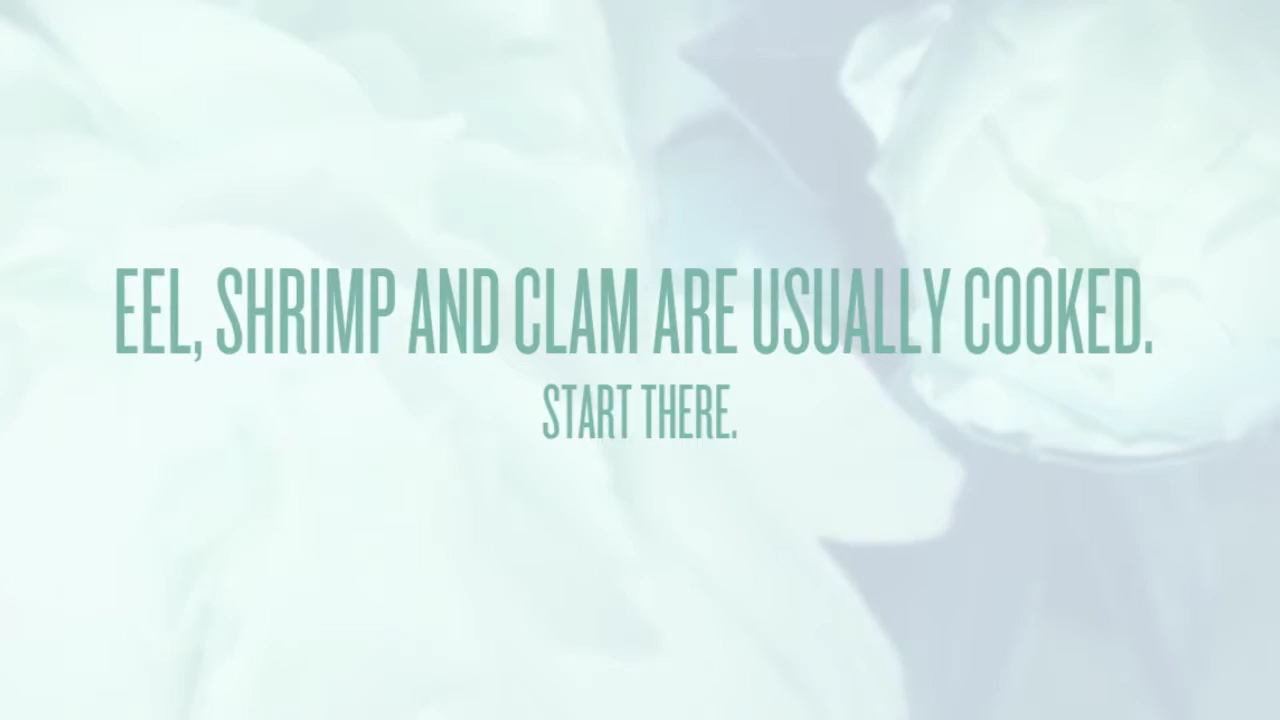 EEL, SHRIMP AND CLAM ARE USUALLY COOKED.
START THERE.